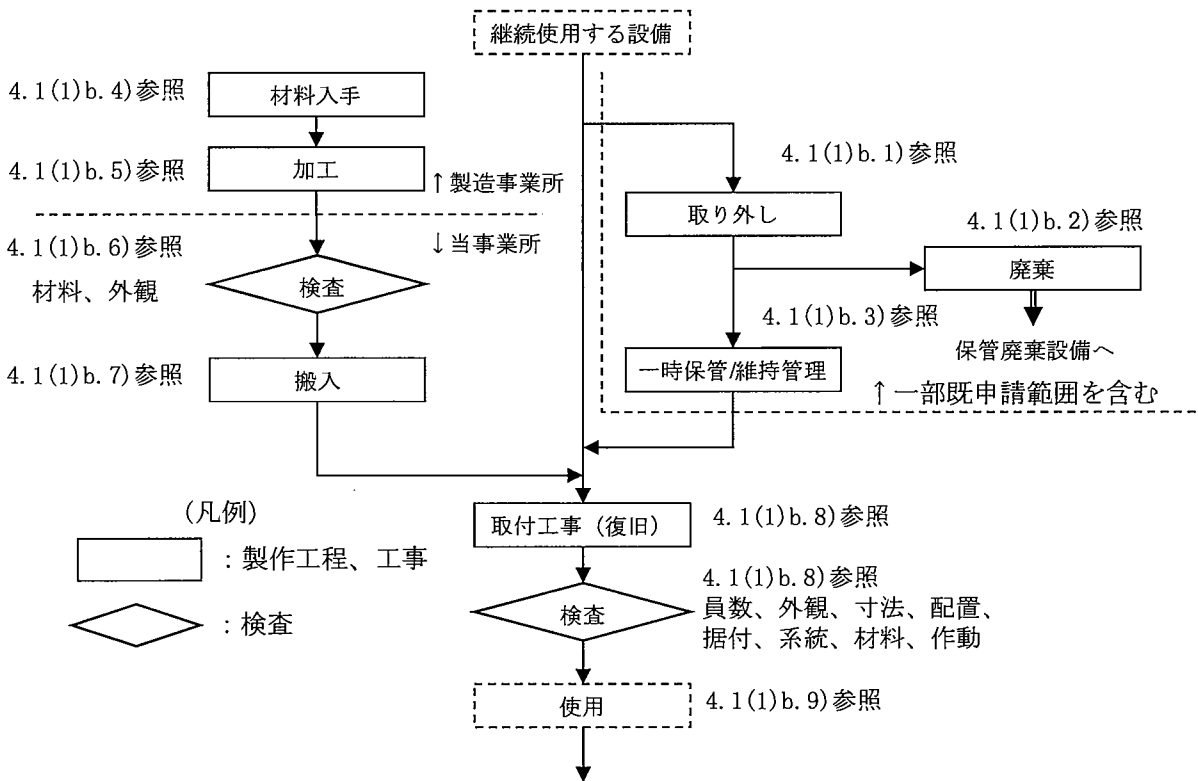 継続使用する設備
4.1(1)b.4)参照
材料入手
4.1(1)b.5)参照
加工
↑製造事業所
↓当事業所
4.1(1)b.6)参照
材料、外観
検査
4.1(1)b.7)参照
搬入
4.1(1)b.1)参照
取り外し
4.1(1)b.2)参照
廃棄
保管廃棄設備へ
4.1(1)b.3)参照
一時保管/維持管理
↑一部既申請範囲を含む
取付工事（復旧）
4.1(1)b.8)参照
検査
4.1(1)b.8)参照
員数、外観、寸法、配置、
据付、系統、材料、作動
使用
4.1(1)b.9)参照
(凡例)
：製作工程、工事
：検査